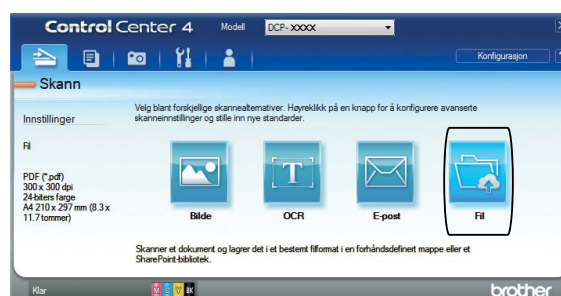 Control Center 4
Modell
DCP-XXXX
Konfigurasjon
Skann
Innstillinger
Velg blant forskjellige skannealternativer. Høyreklikk på en knapp for å konfigurere avanserte
skanneinnstillinger og stille inn nye standarder.
Fil
PDF (*.pdf)
300 x 300 dpi
24-biters farge
A4 210 x 297 mm (8.3 x
11.7 tommer)
T
Bilde
OCR
E-post
Fil
Skanner et dokument og lagrer det i et bestemt filformat i en forhåndsdefinert mappe eller et
SharePoint-bibliotek.
Klar
M C Y BK
brother